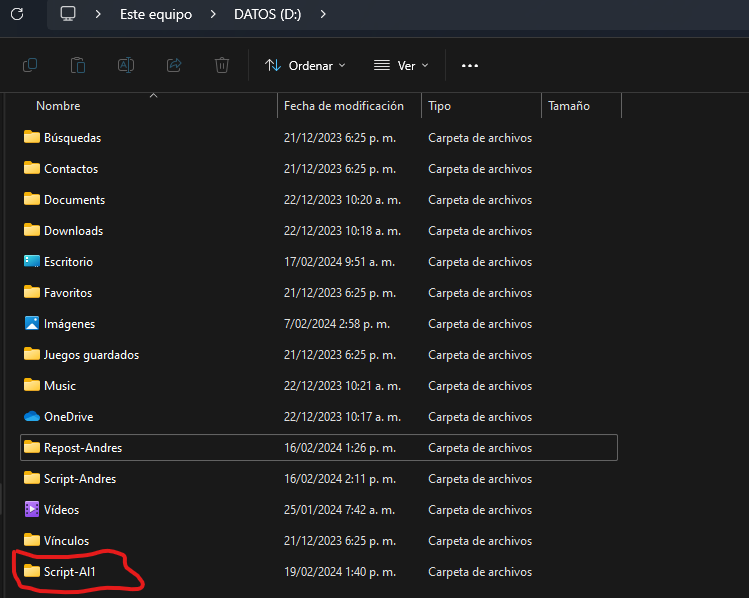 Este equipo > DATOS (D:) >
Ordenar Ver
Nombre Fecha de modificación Tipo Tamaño
Búsquedas 21/12/2023 6:25 p. m. Carpeta de archivos
Contactos 21/12/2023 6:25 p. m. Carpeta de archivos
Documents 22/12/2023 10:20 a. m. Carpeta de archivos
Downloads 22/12/2023 10:18 a. m. Carpeta de archivos
Escritorio 17/02/2024 9:51 a. m. Carpeta de archivos
Favoritos 21/12/2023 6:25 p. m. Carpeta de archivos
Imágenes 7/02/2024 2:58 p. m. Carpeta de archivos
Juegos guardados 21/12/2023 6:25 p. m. Carpeta de archivos
Music 22/12/2023 10:21 a. m. Carpeta de archivos
OneDrive 22/12/2023 10:17 a. m. Carpeta de archivos
Repost-Andres 16/02/2024 1:26 p. m. Carpeta de archivos
Script-Andres 16/02/2024 2:11 p. m. Carpeta de archivos
Vídeos 25/01/2024 7:42 a. m. Carpeta de archivos
Vínculos 21/12/2023 6:25 p. m. Carpeta de archivos
Script-AI1 19/02/2024 1:40 p. m. Carpeta de archivos